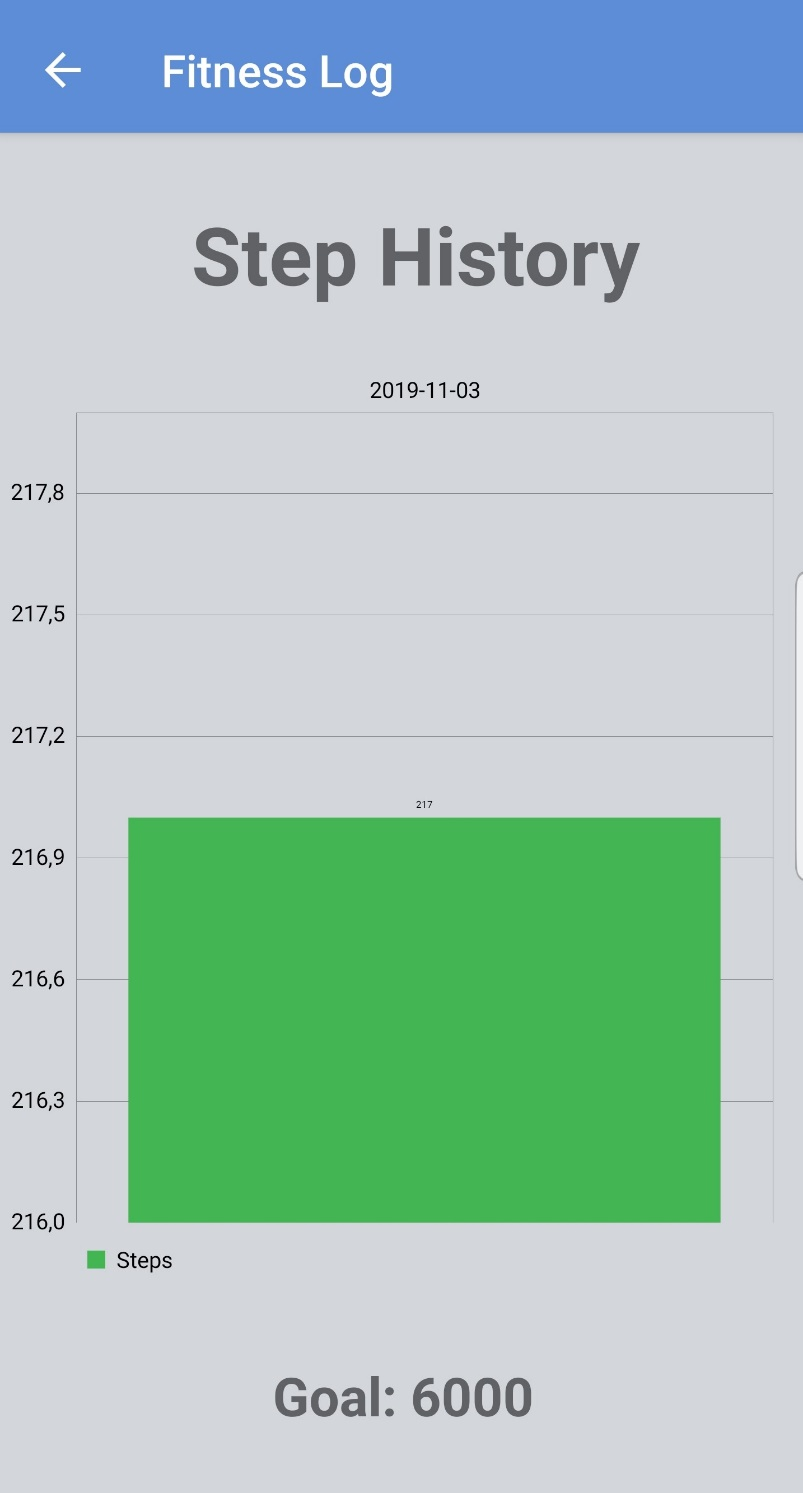 Fitness Log
Step History
2019-11-03
217,8
217,5
217,2
217
216,9
216,6
216,3
216,0
Steps
Goal: 6000